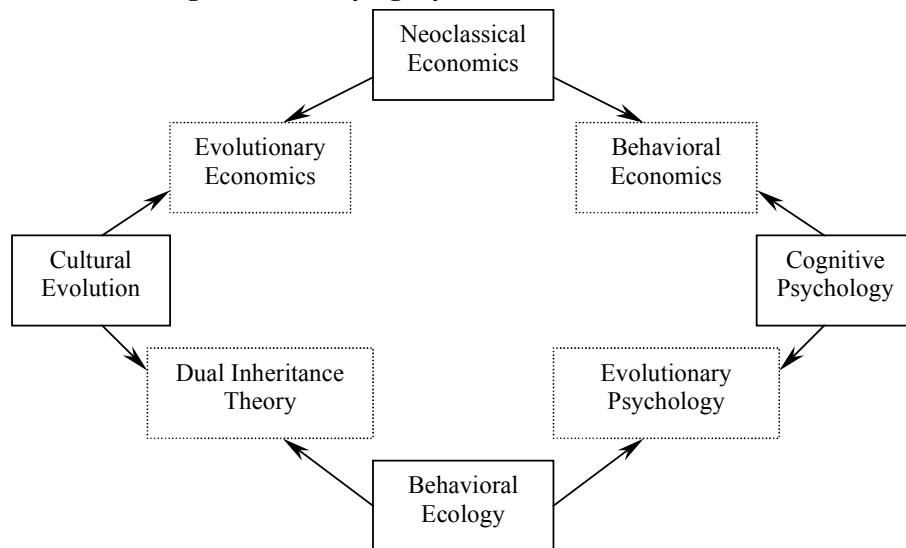 Neoclassical
Economics
Evolutionary
Economics
Behavioral
Economics
Cultural
Evolution
Cognitive
Psychology
Dual Inheritance
Theory
Evolutionary
Psychology
Behavioral
Ecology